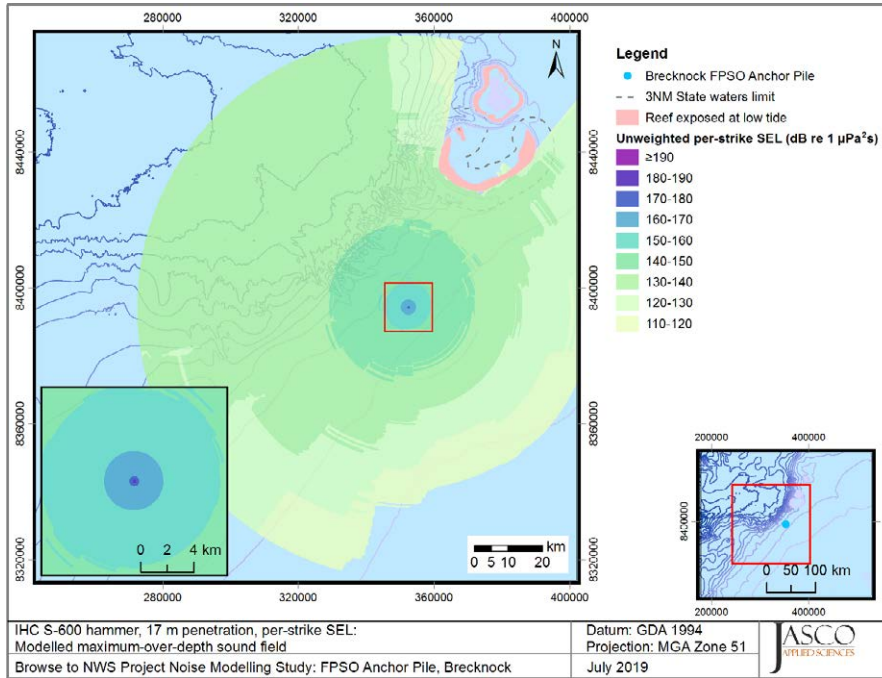 280000 320000 360000 400000
N
8440000
8400000
8360000
8320000
0 2 4 km
km
0 5 10 20
280000 320000 360000 400000
Legend
Brecknock FPSO Anchor Pile
3NM State waters limit
Reef exposed at low tide
Unweighted per-strike SEL (dB re 1 µPa²s)
≥190
180-190
170-180
160-170
150-160
140-150
130-140
120-130
110-120
200000 400000
8400000
8400000
0 50 100 km
200000 400000
IHC S-600 hammer, 17 m penetration, per-strike SEL:
Modelled maximum-over-depth sound field
Browse to NWS Project Noise Modelling Study: FPSO Anchor Pile, Brecknock
Datum: GDA 1994
Projection: MGA Zone 51
July 2019
JASCO
APPLIED SCIENCES